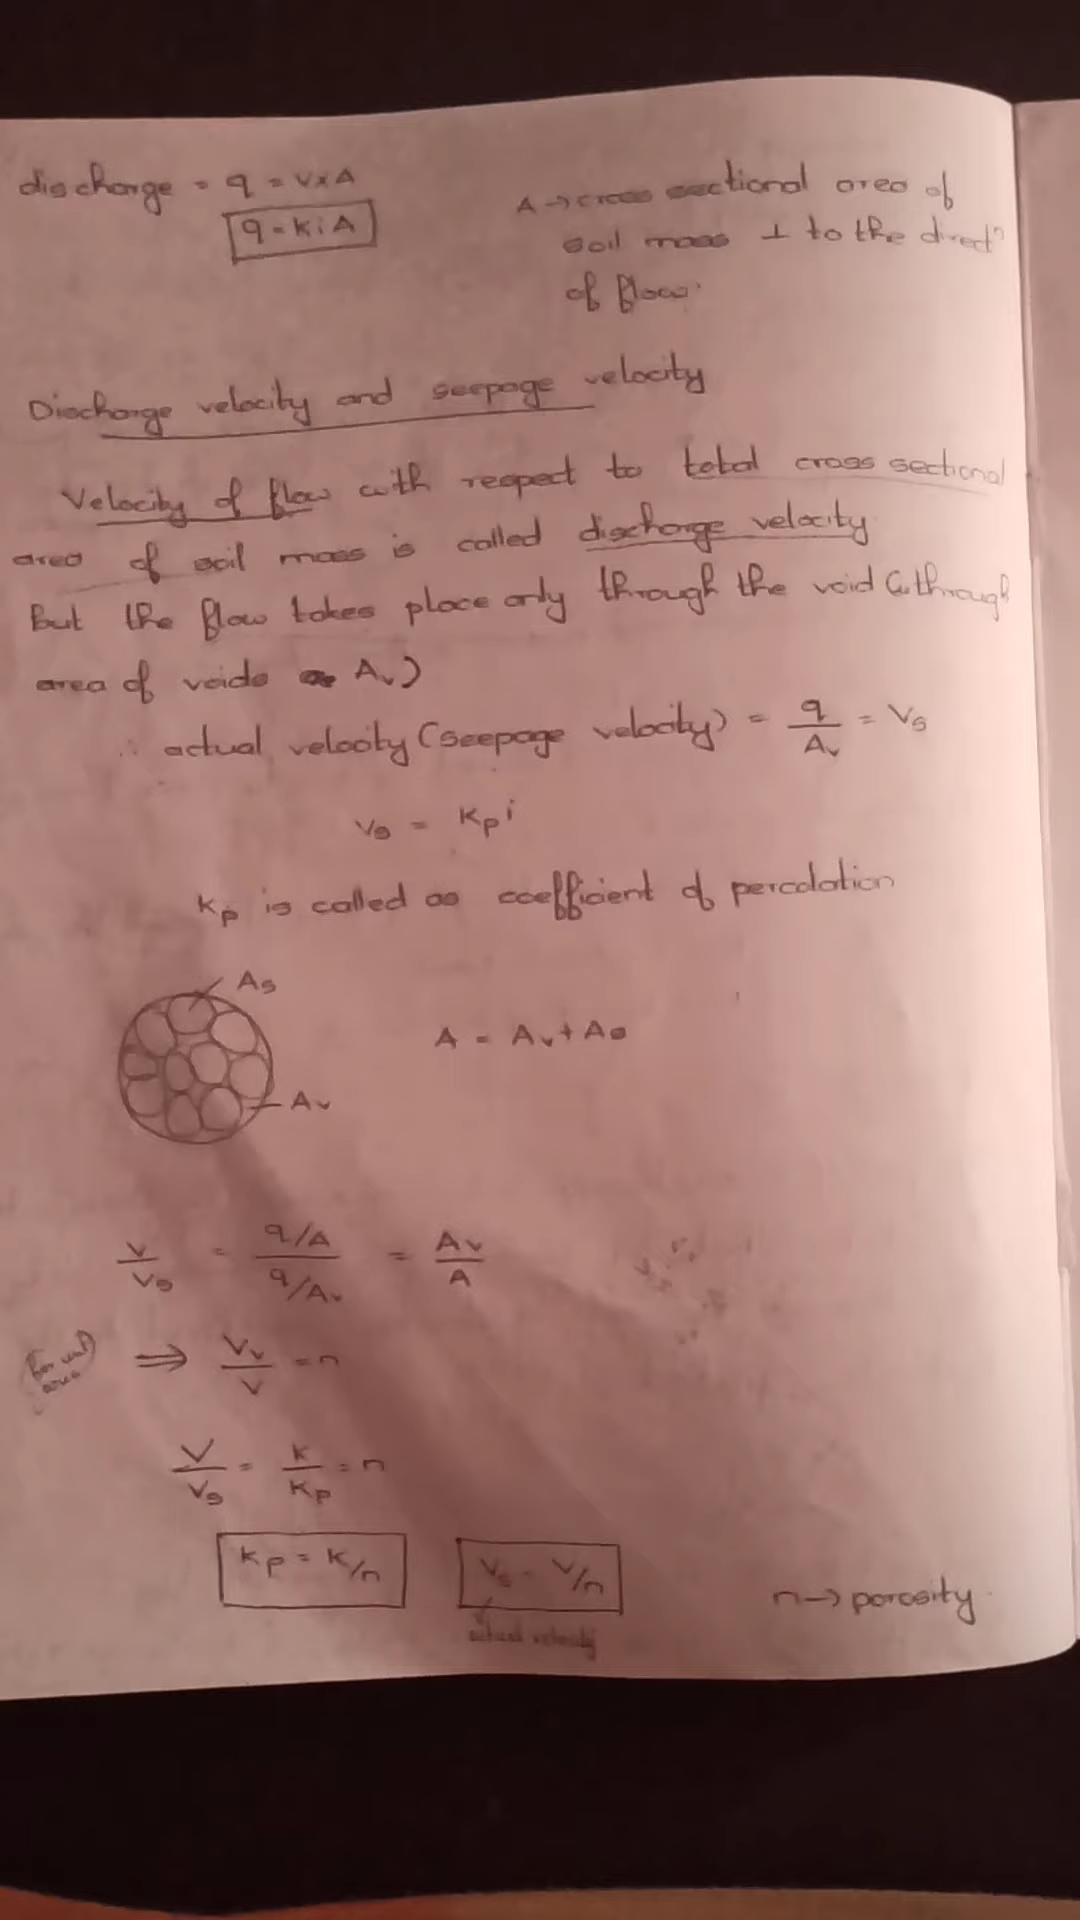 discharge = q = v x A
q = kiA
A → cross sectional area of
soil mass ⊥ to the directⁿ
of flow.
Discharge velocity and seepage velocity
Velocity of flow with respect to total cross sectional
area of soil mass is called discharge velocity
But the flow takes place only through the void (through
area of voids Av)
∴ actual velocity (seepage velocity) = q/Av = Vs
Vs = Kp i
Kp is called as coefficient of percolation
As
A = Av + As
Av
V/Vs = (q/A)/(q/Av) = Av/A
(for unit area) ⇒ Vv/V = n
V/Vs = K/Kp = n
Kp = K/n
Vs = V/n
n → porosity
actual velocity